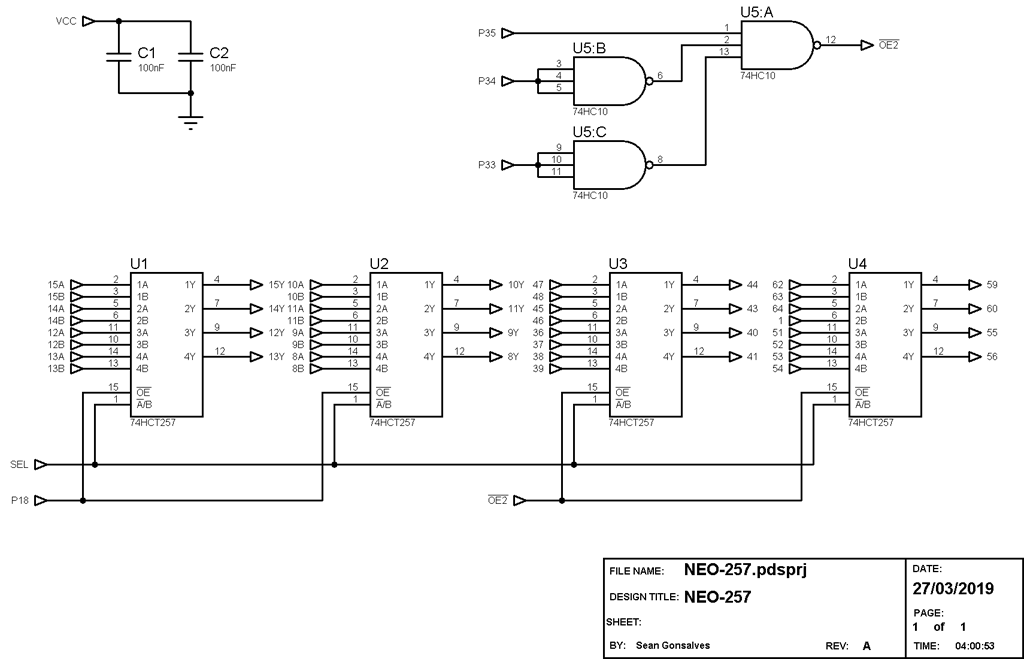 VCC
C1
100nF
C2
100nF
P35
P34
P33
U5:B
3
4
5
6
74HC10
U5:C
9
10
11
8
74HC10
U5:A
1
2
13
12
74HC10
OE2
U1
15A 2 1A 1Y 4 15Y
15B 3 1B
14A 5 2A 2Y 7 14Y
14B 6 2B
12A 11 3A 3Y 9 12Y
12B 10 3B
13A 14 4A 4Y 12 13Y
13B 13 4B
15 OE
1 A/B
74HCT257
U2
10A 2 1A 1Y 4 10Y
10B 3 1B
11A 5 2A 2Y 7 11Y
11B 6 2B
9A 11 3A 3Y 9 9Y
9B 10 3B
8A 14 4A 4Y 12 8Y
8B 13 4B
15 OE
1 A/B
74HCT257
U3
47 2 1A 1Y 4 44
48 3 1B
45 5 2A 2Y 7 43
46 6 2B
36 11 3A 3Y 9 40
37 10 3B
38 14 4A 4Y 12 41
39 13 4B
15 OE
1 A/B
74HCT257
U4
62 2 1A 1Y 4 59
63 3 1B
64 5 2A 2Y 7 60
1 6 2B
51 11 3A 3Y 9 55
52 10 3B
53 14 4A 4Y 12 56
54 13 4B
15 OE
1 A/B
74HCT257
SEL
P18
OE2
FILE NAME: NEO-257.pdsprj
DESIGN TITLE: NEO-257
SHEET:
BY: Sean Gonsalves REV: A
DATE:
27/03/2019
PAGE:
1 of 1
TIME: 04:00:53